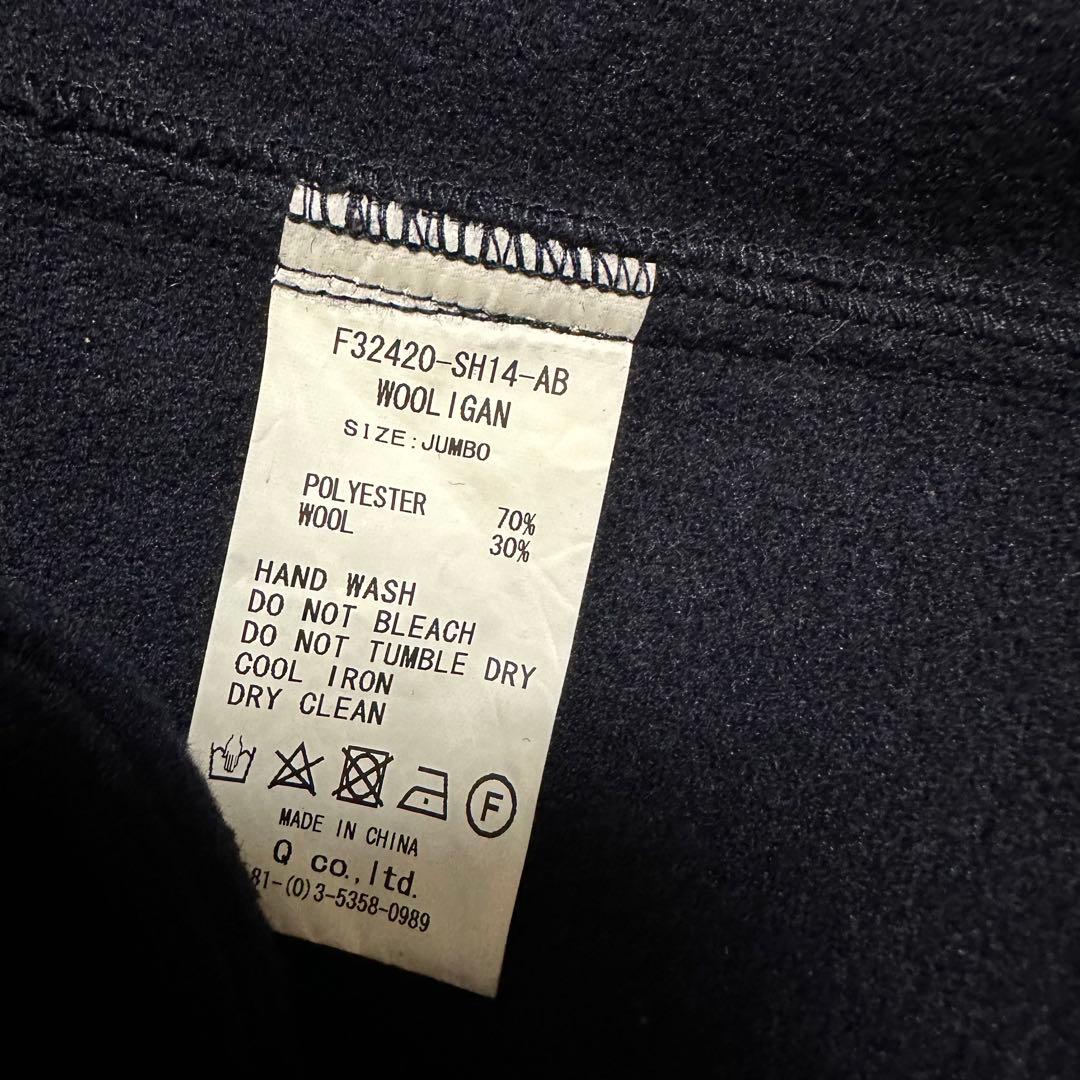 F32420-SH14-AB
WOOLIGAN
SIZE:JUMBO
POLYESTER 70%
WOOL 30%
HAND WASH
DO NOT BLEACH
DO NOT TUMBLE DRY
COOL IRON
DRY CLEAN
F
MADE IN CHINA
Q co.,ltd.
81-(0)3-5358-0989